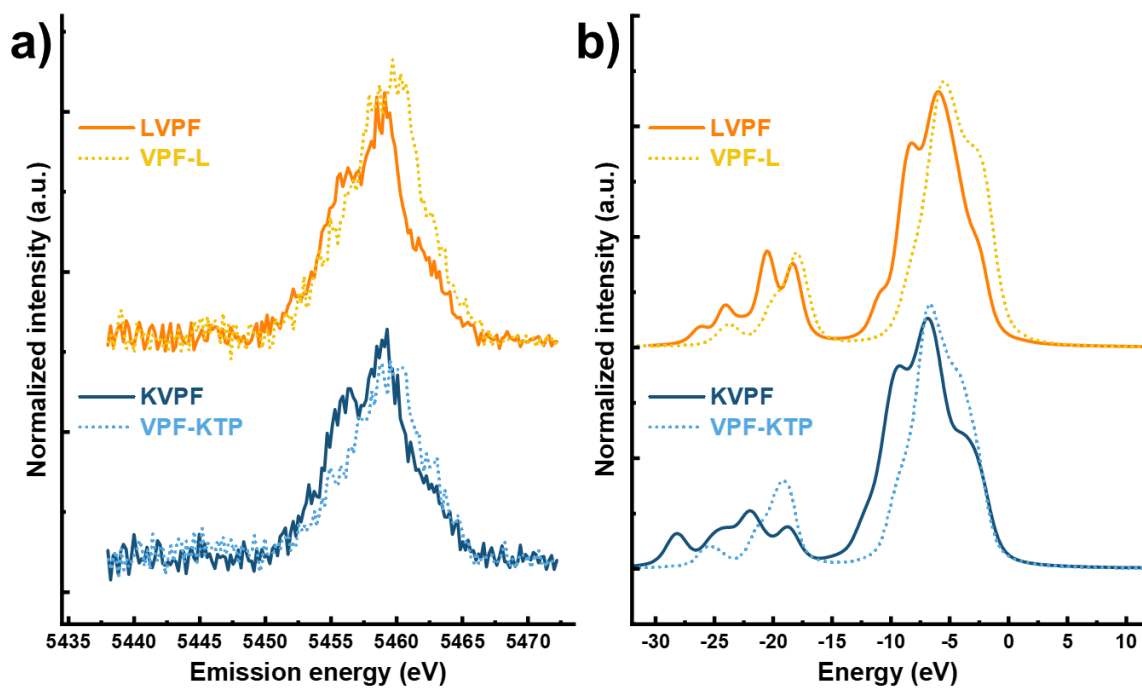 a)
LVPF
VPF-L
KVPF
VPF-KTP
Normalized intensity (a.u.)
5435 5440 5445 5450 5455 5460 5465 5470
Emission energy (eV)
b)
LVPF
VPF-L
KVPF
VPF-KTP
Normalized intensity (a.u.)
-30 -25 -20 -15 -10 -5 0 5 10
Energy (eV)